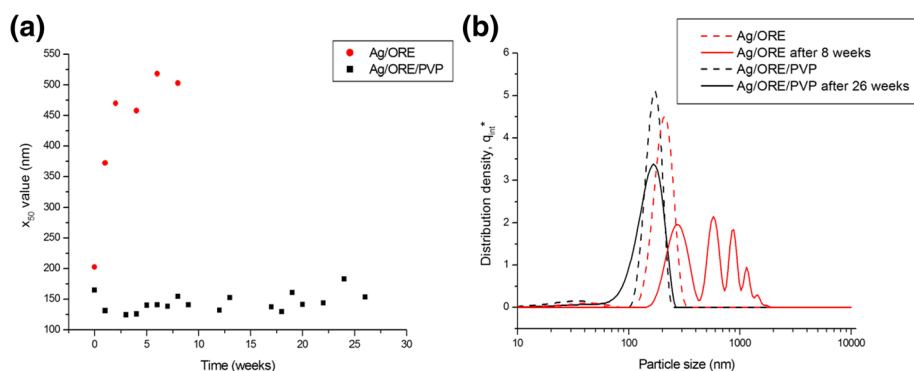 (a)
Ag/ORE
Ag/ORE/PVP
x50 value (nm)
550
500
450
400
350
300
250
200
150
100
-5
0
5
10
15
20
25
30
Time (weeks)
(b)
Ag/ORE
Ag/ORE after 8 weeks
Ag/ORE/PVP
Ag/ORE/PVP after 26 weeks
Distribution density, qint*
6
5
4
3
2
1
0
10
100
1000
10000
Particle size (nm)